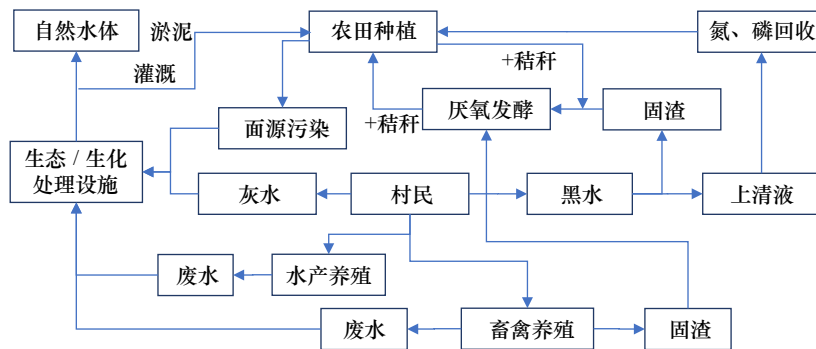 自然水体
淤泥
农田种植
氮、磷回收
灌溉
+秸秆
面源污染
+秸秆
厌氧发酵
固渣
生态 / 生化
处理设施
灰水
村民
黑水
上清液
废水
水产养殖
废水
畜禽养殖
固渣